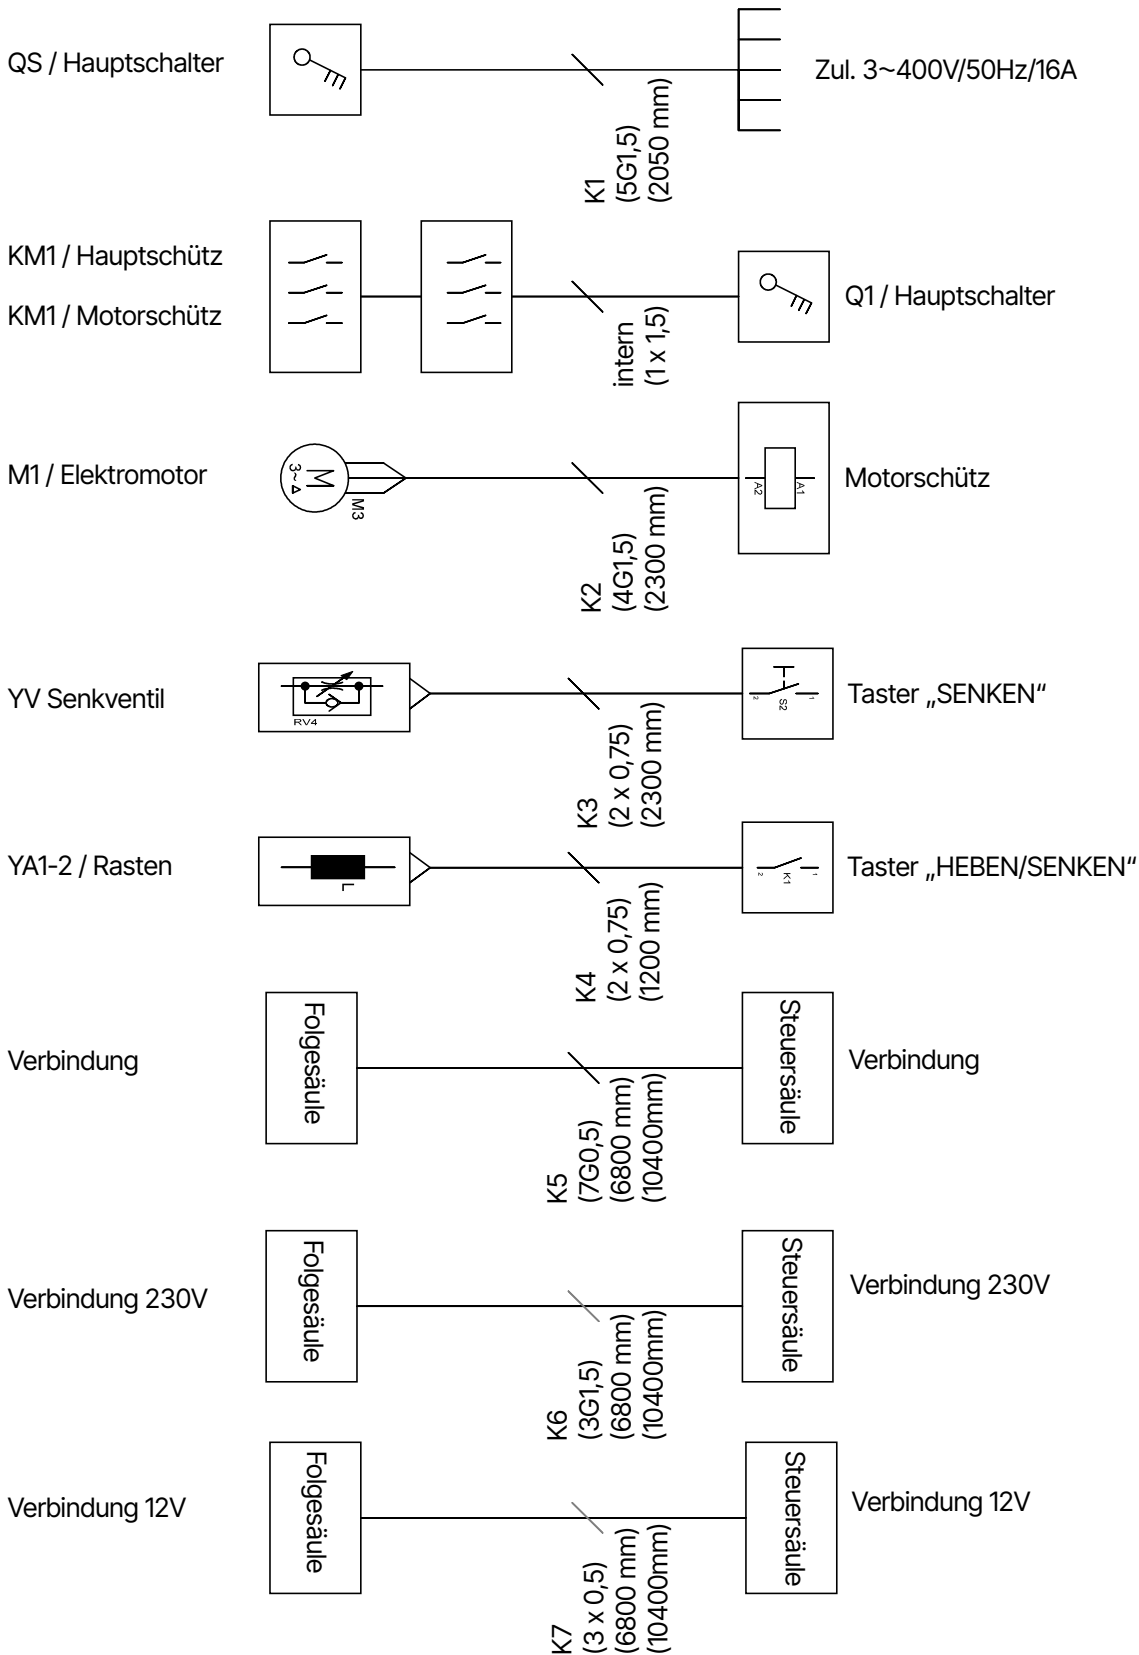 QS / Hauptschalter
Zul. 3~400V/50Hz/16A
K1
(5G1,5)
(2050 mm)
KM1 / Hauptschütz
KM1 / Motorschütz
Q1 / Hauptschalter
intern
(1 x 1,5)
M1 / Elektromotor
M
3~
M3
A2
A1
Motorschütz
K2
(4G1,5)
(2300 mm)
YV Senkventil
RV4
2
S2
1
Taster „SENKEN“
K3
(2 x 0,75)
(2300 mm)
YA1-2 / Rasten
L
2
K1
1
Taster „HEBEN/SENKEN“
K4
(2 x 0,75)
(1200 mm)
Verbindung
Folgesäule
Steuersäule
Verbindung
K5
(7G0,5)
(6800 mm)
(10400mm)
Verbindung 230V
Folgesäule
Steuersäule
Verbindung 230V
K6
(3G1,5)
(6800 mm)
(10400mm)
Verbindung 12V
Folgesäule
Steuersäule
Verbindung 12V
K7
(3 x 0,5)
(6800 mm)
(10400mm)